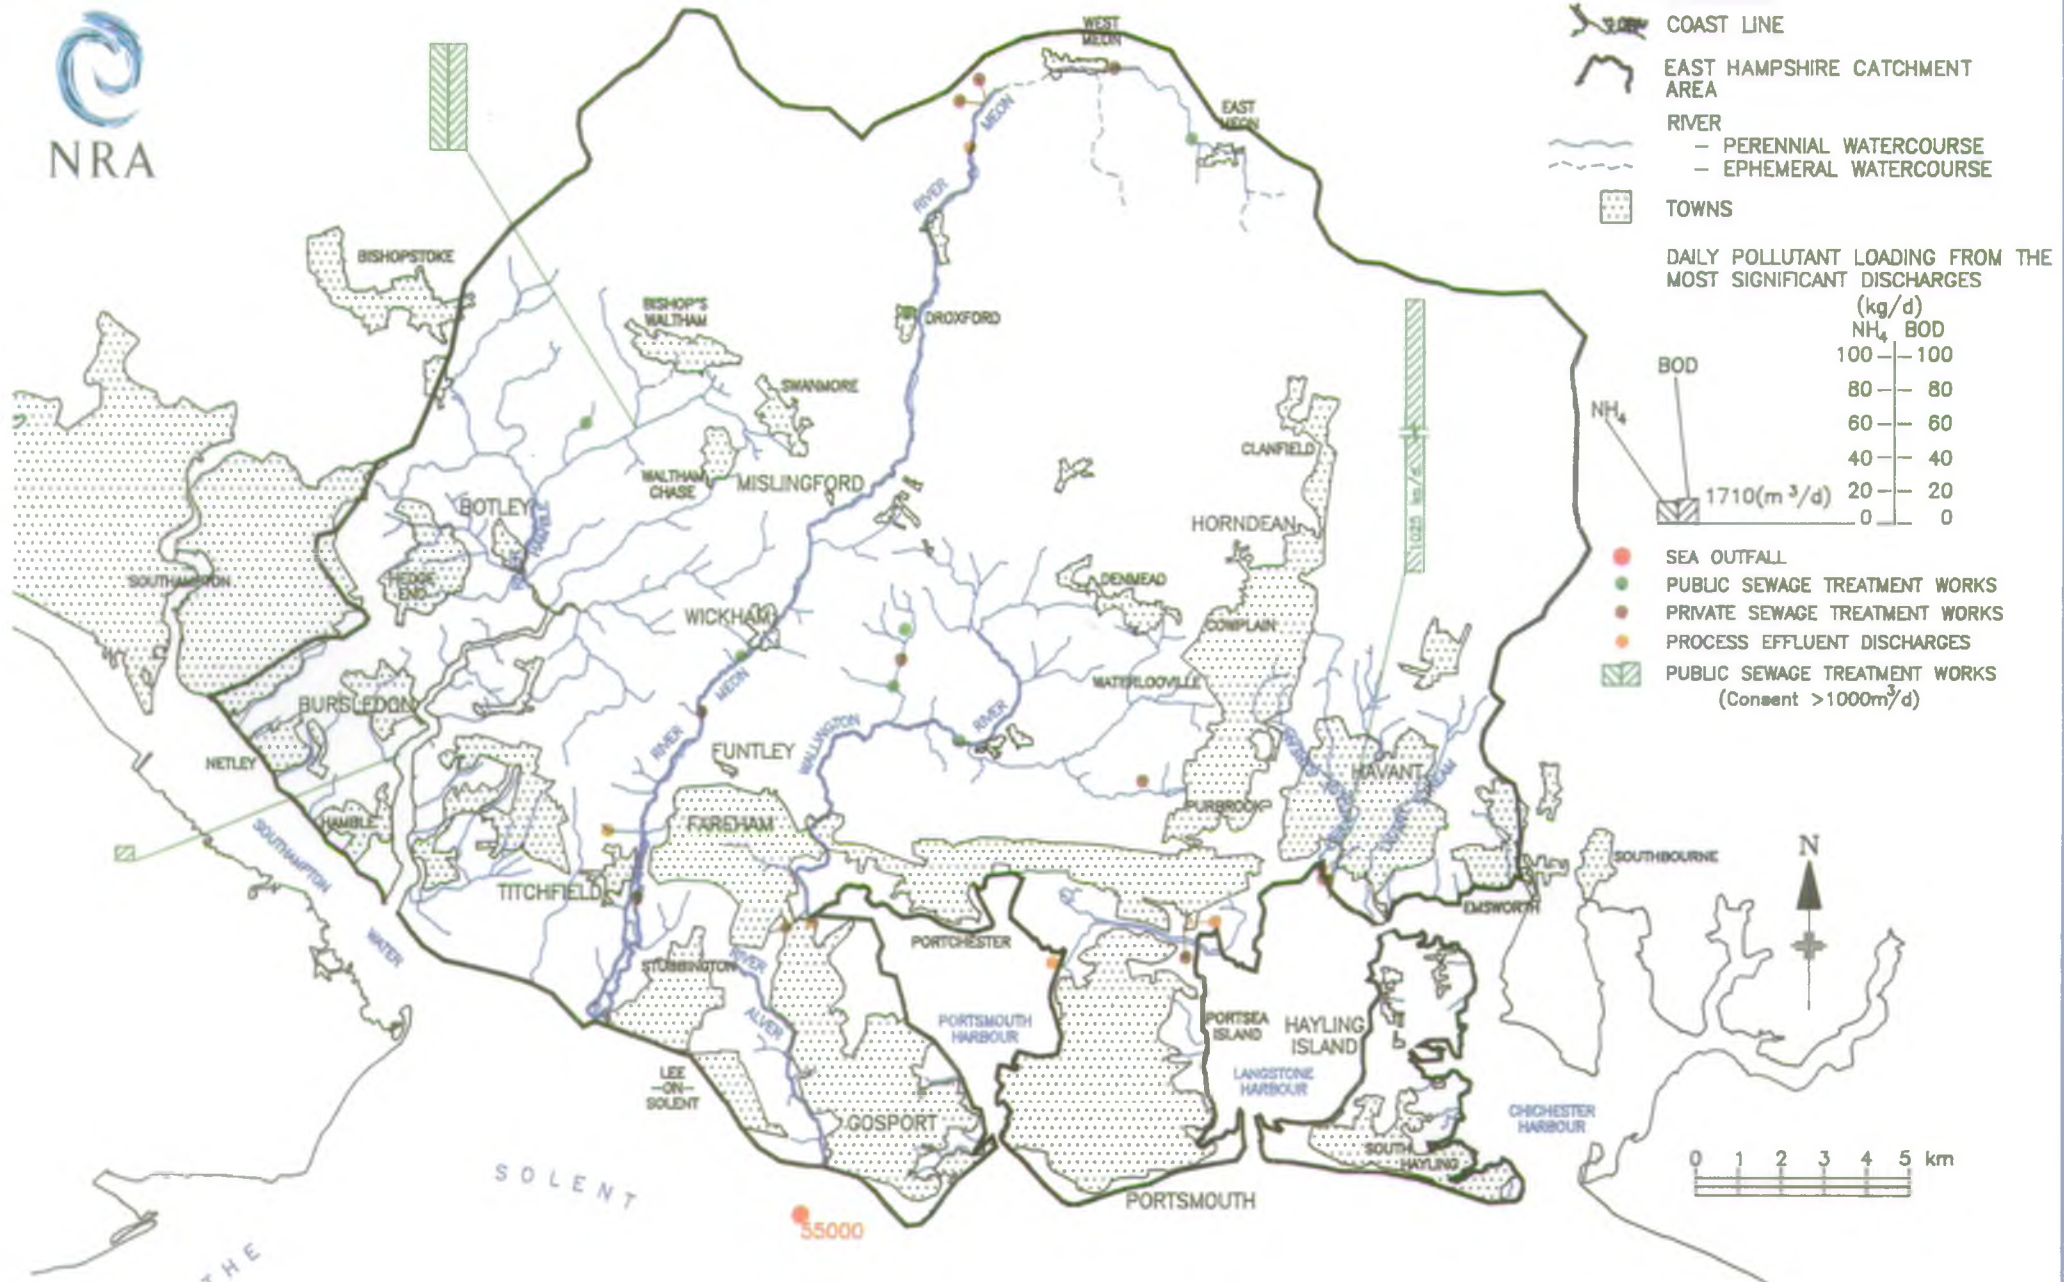 NRA
COAST LINE
EAST HAMPSHIRE CATCHMENT
AREA
RIVER
— PERENNIAL WATERCOURSE
— EPHEMERAL WATERCOURSE
TOWNS
DAILY POLLUTANT LOADING FROM THE
MOST SIGNIFICANT DISCHARGES
(kg/d)
NH4 BOD
100 100
80 80
60 60
40 40
20 20
0 0
BOD
NH4
1710(m³/d)
SEA OUTFALL
PUBLIC SEWAGE TREATMENT WORKS
PRIVATE SEWAGE TREATMENT WORKS
PROCESS EFFLUENT DISCHARGES
PUBLIC SEWAGE TREATMENT WORKS
(Consent >1000m³/d)
WEST
MEON
EAST
MEON
MEON
RIVER
BISHOPSTOKE
BISHOP'S
WALTHAM
DROXFORD
SWANMORE
CLANFIELD
WALTHAM
CHASE
MISLINGFORD
BOTLEY
HAMBLE
RIVER
HORNDEAN
SOUTHAMPTON
HEDGE
END
DENMEAD
WICKHAM
COWPLAIN
MEON
RIVER
WATERLOOVILLE
BURSLEDON
NETLEY
FUNTLEY
WALLINGTON
RIVER
HAVANT
STREAM
PURBROOK
HAMBLE
FAREHAM
SOUTHAMPTON
WATER
TITCHFIELD
SOUTHBOURNE
EMSWORTH
N
PORTCHESTER
STUBBINGTON
RIVER
ALVER
PORTSMOUTH
HARBOUR
PORTSEA
ISLAND
HAYLING
ISLAND
LANGSTONE
HARBOUR
LEE
-ON-
SOLENT
GOSPORT
CHICHESTER
HARBOUR
SOUTH
HAYLING
PORTSMOUTH
SOLENT
55000
THE
0 1 2 3 4 5 km